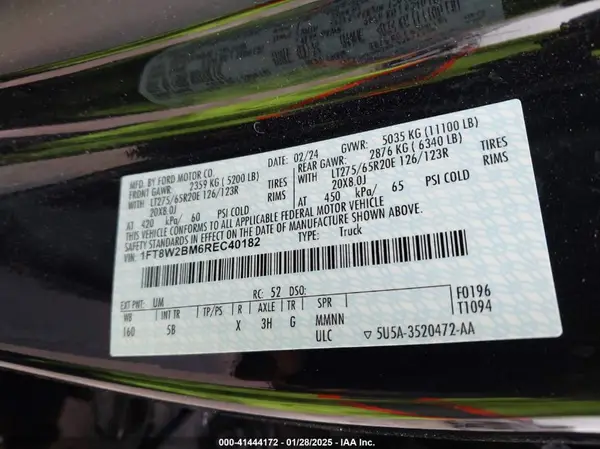 MFD. BY FORD MOTOR CO.
02/24
GVWR: 5035 KG (11100 LB)
FRONT GAWR: 2359 KG (5200 LB)
REAR GAWR: 2876 KG (6340 LB)
LT275/65R20E 126/123R TIRES
WITH LT275/65R20E 126/123R TIRES
20X8.0J
20X8.0J
AT 420 kPa/ 60 PSI COLD
AT 450 kPa/ 65 PSI COLD
THIS VEHICLE CONFORMS TO ALL APPLICABLE FEDERAL MOTOR VEHICLE
SAFETY STANDARDS IN EFFECT ON THE DATE OF MANUFACTURE SHOWN ABOVE.
VIN: 1FT8W2BM6REC40182
TYPE: Truck
EXT PNT: UM
RC: 52 DSO:
F0196
WB INT TR TP/PS R AXLE TR SPR
T1094
160 5B X 3H G MMNN
ULC
5U5A-3520472-AA
000-41444172 — 01/28/2025 — IAA Inc.